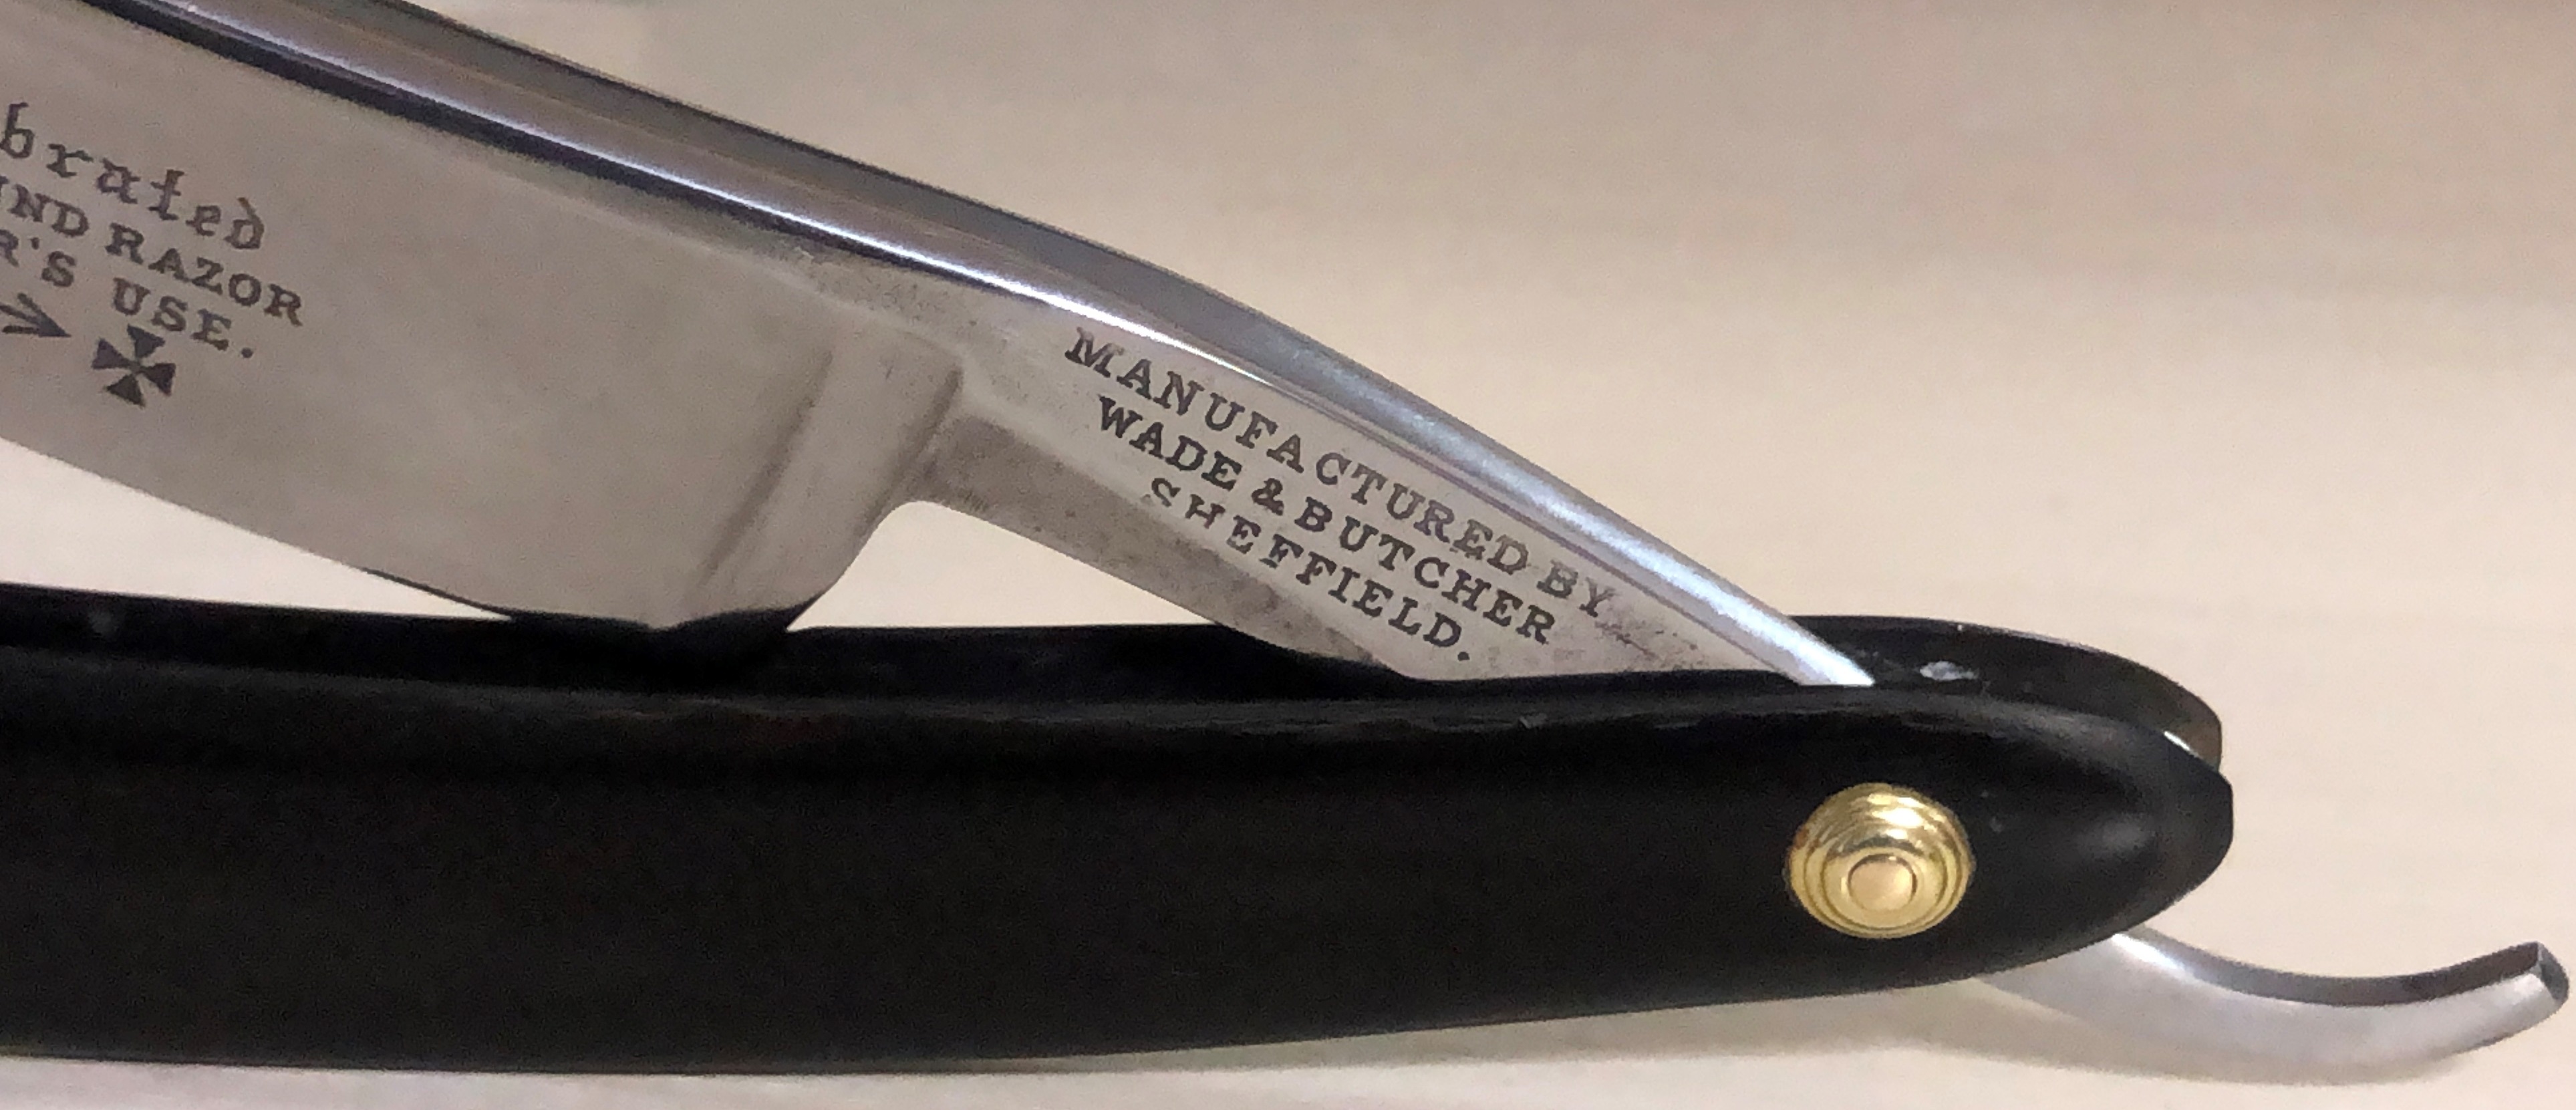 brated
ND RAZOR
R'S USE.
MANUFACTURED BY
WADE & BUTCHER
SHEFFIELD.